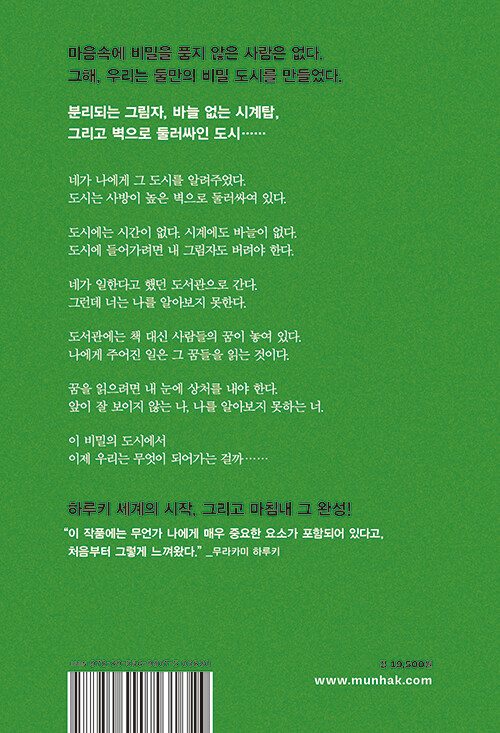 마음속에 비밀을 품지 않은 사람은 없다.
그해, 우리는 둘만의 비밀 도시를 만들었다.
분리되는 그림자, 바늘 없는 시계탑,
그리고 벽으로 둘러싸인 도시……
네가 나에게 그 도시를 알려주었다.
도시는 사방이 높은 벽으로 둘러싸여 있다.
도시에는 시간이 없다. 시계에도 바늘이 없다.
도시에 들어가려면 내 그림자도 버려야 한다.
네가 일한다고 했던 도서관으로 간다.
그런데 너는 나를 알아보지 못한다.
도서관에는 책 대신 사람들의 꿈이 놓여 있다.
나에게 주어진 일은 그 꿈들을 읽는 것이다.
꿈을 읽으려면 내 눈에 상처를 내야 한다.
앞이 잘 보이지 않는 나, 나를 알아보지 못하는 너.
이 비밀의 도시에서
이제 우리는 무엇이 되어가는 걸까……
하루키 세계의 시작, 그리고 마침내 그 완성!
“이 작품에는 무언가 나에게 매우 중요한 요소가 포함되어 있다고,
처음부터 그렇게 느껴왔다.” _무라카미 하루키
값 19,500원
www.munhak.com